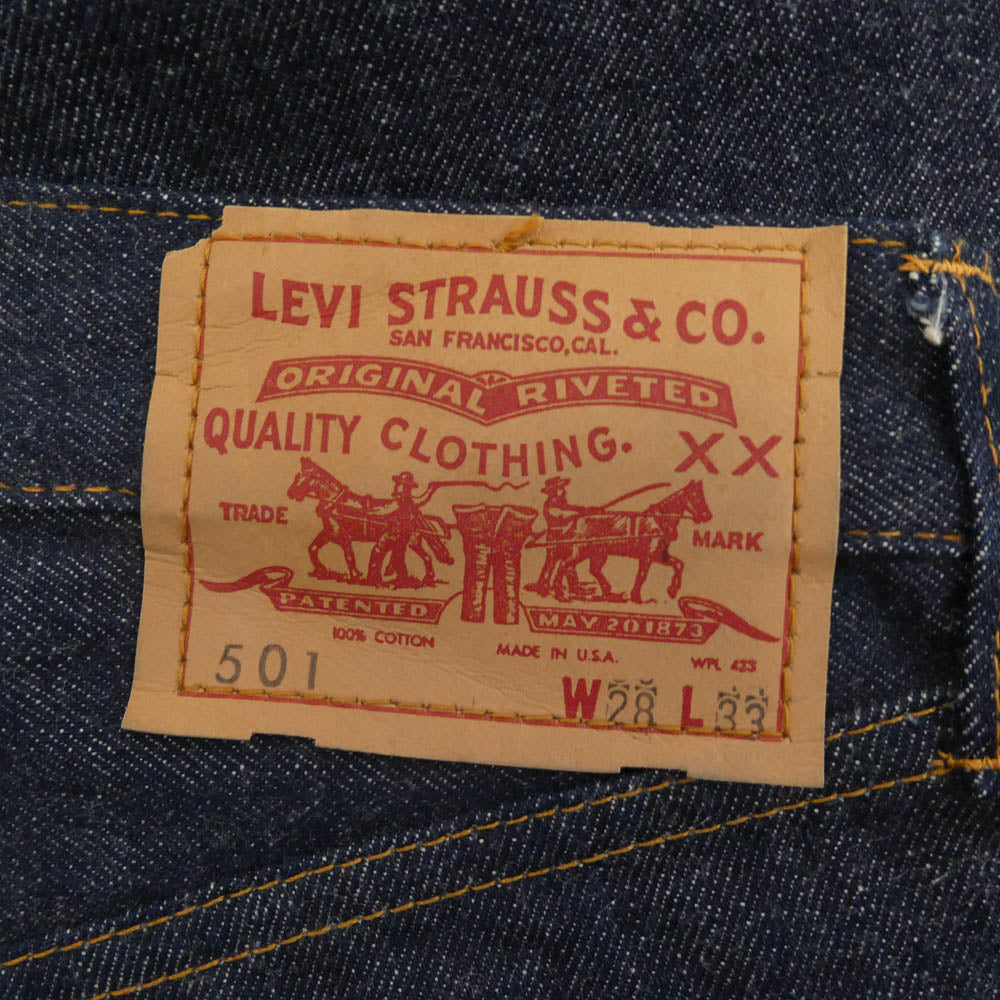 LEVI STRAUSS & CO.
SAN FRANCISCO, CAL.
ORIGINAL RIVETED
QUALITY CLOTHING. XX
TRADE MARK
PATENTED MAY 20 1873
100% COTTON MADE IN U.S.A. WPL 423
501 W28 L33